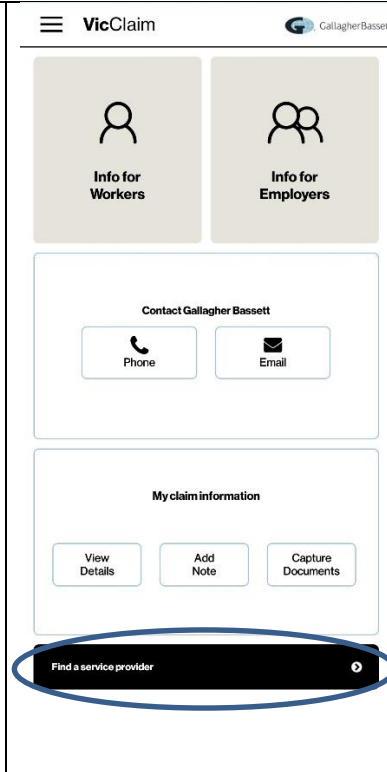 VicClaim
GallagherBasset
Info for
Workers
Info for
Employers
Contact Gallagher Bassett
Phone
Email
My claim information
View
Details
Add
Note
Capture
Documents
Find a service provider